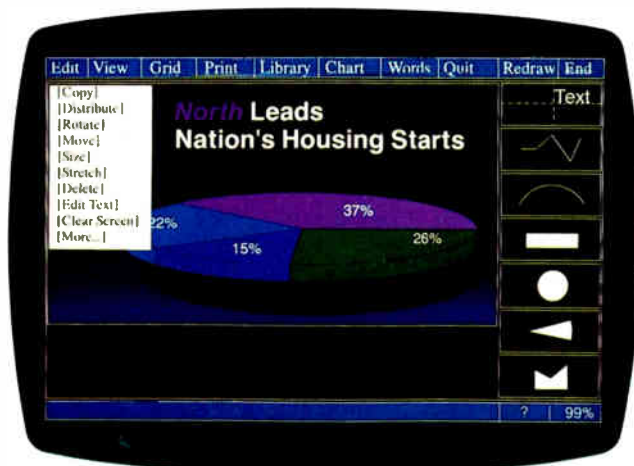 Edit View Grid Print Library Chart Words Quit Redraw End
[Copy]
[Distribute]
[Rotate]
[Move]
[Size]
[Stretch]
[Delete]
[Edit Text]
[Clear Screen]
[More...]
North Leads
Nation's Housing Starts
Text
37%
22%
26%
15%
? 99%